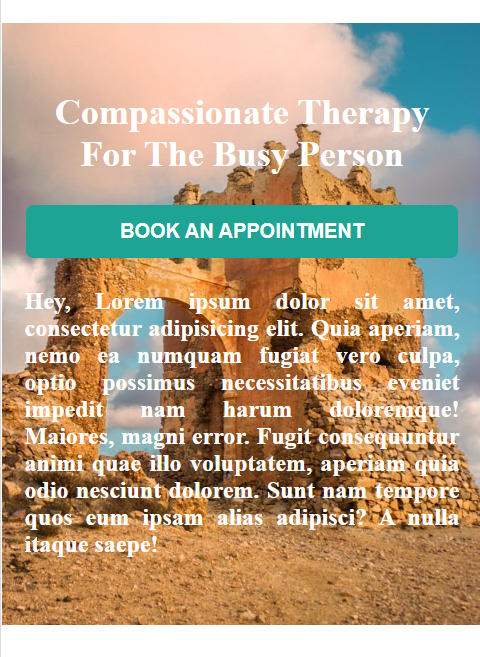 Compassionate Therapy
For The Busy Person
BOOK AN APPOINTMENT
Hey, Lorem ipsum dolor sit amet,
consectetur adipisicing elit. Quia aperiam,
nemo ea numquam fugiat vero culpa,
optio possimus necessitatibus eveniet
impedit nam harum doloremque!
Maiores, magni error. Fugit consequuntur
animi quae illo voluptatem, aperiam quia
odio nesciunt dolorem. Sunt nam tempore
quos eum ipsam alias adipisci? A nulla
itaque saepe!